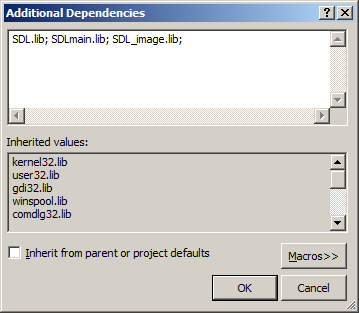 Additional Dependencies
SDL.lib; SDLmain.lib; SDL_image.lib;
Inherited values:
kernel32.lib
user32.lib
gdi32.lib
winspool.lib
comdlg32.lib
Inherit from parent or project defaults
Macros>>
OK
Cancel